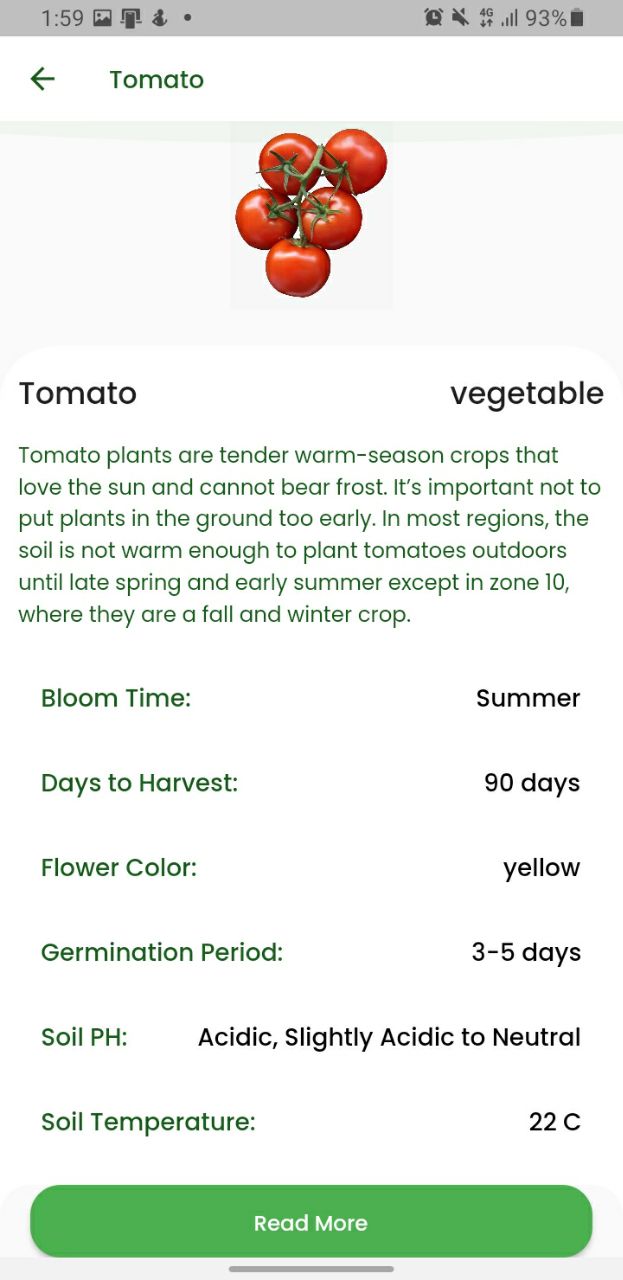 1:59 4G 93%
Tomato
Tomato vegetable
Tomato plants are tender warm-season crops that
love the sun and cannot bear frost. It’s important not to
put plants in the ground too early. In most regions, the
soil is not warm enough to plant tomatoes outdoors
until late spring and early summer except in zone 10,
where they are a fall and winter crop.
Bloom Time: Summer
Days to Harvest: 90 days
Flower Color: yellow
Germination Period: 3-5 days
Soil PH: Acidic, Slightly Acidic to Neutral
Soil Temperature: 22 C
Read More